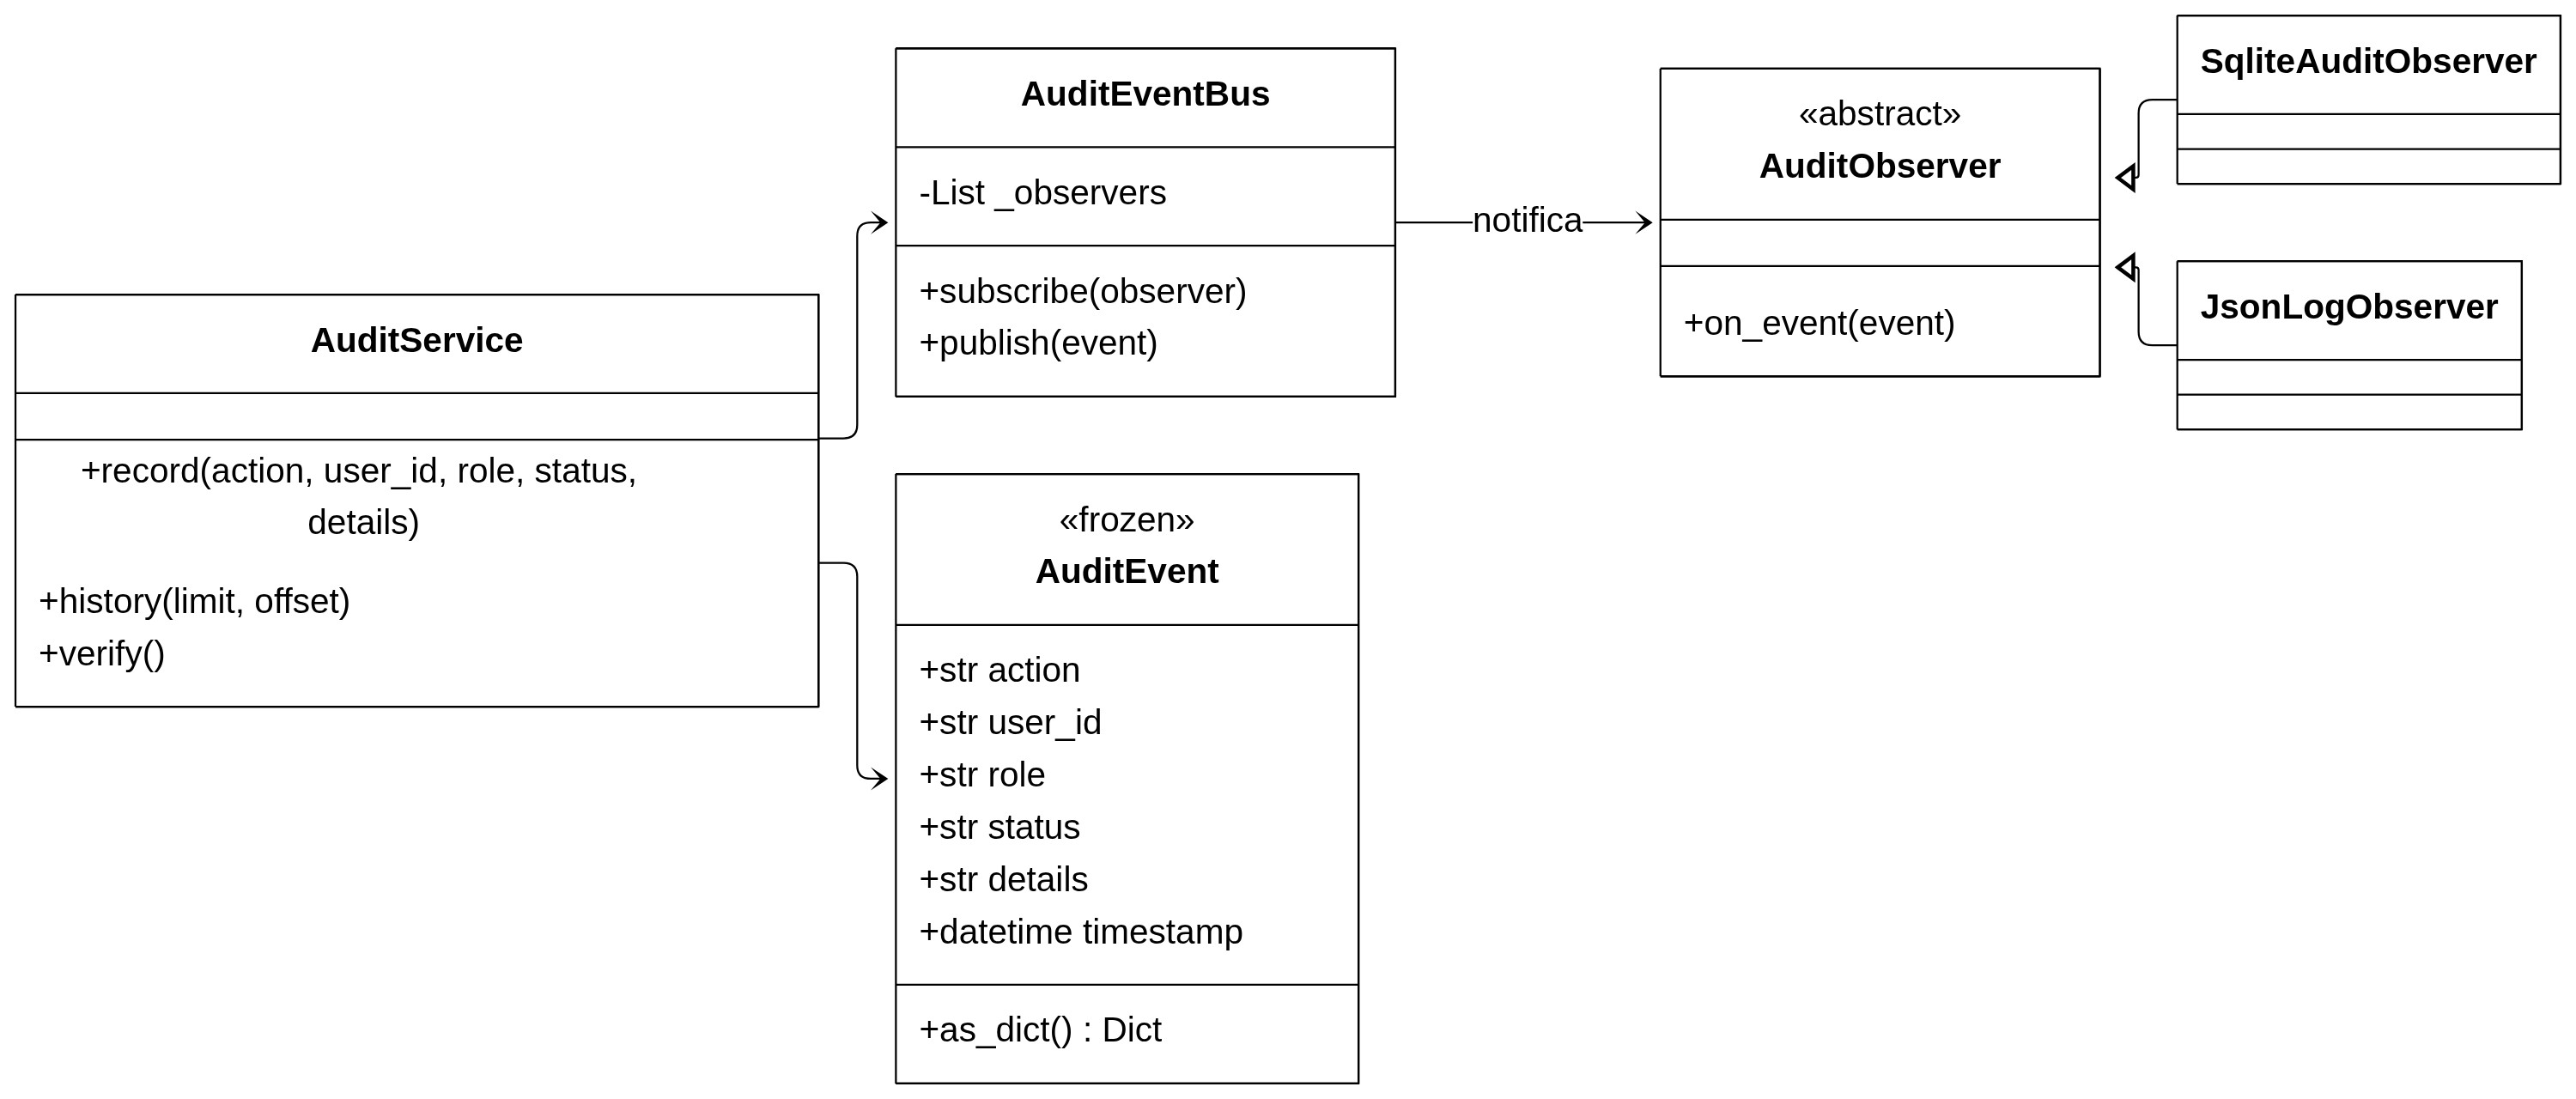 AuditService
+record(action, user_id, role, status,
details)
+history(limit, offset)
+verify()
AuditEventBus
-List _observers
+subscribe(observer)
+publish(event)
«frozen»
AuditEvent
+str action
+str user_id
+str role
+str status
+str details
+datetime timestamp
+as_dict() : Dict
notifica
«abstract»
AuditObserver
+on_event(event)
SqliteAuditObserver
JsonLogObserver